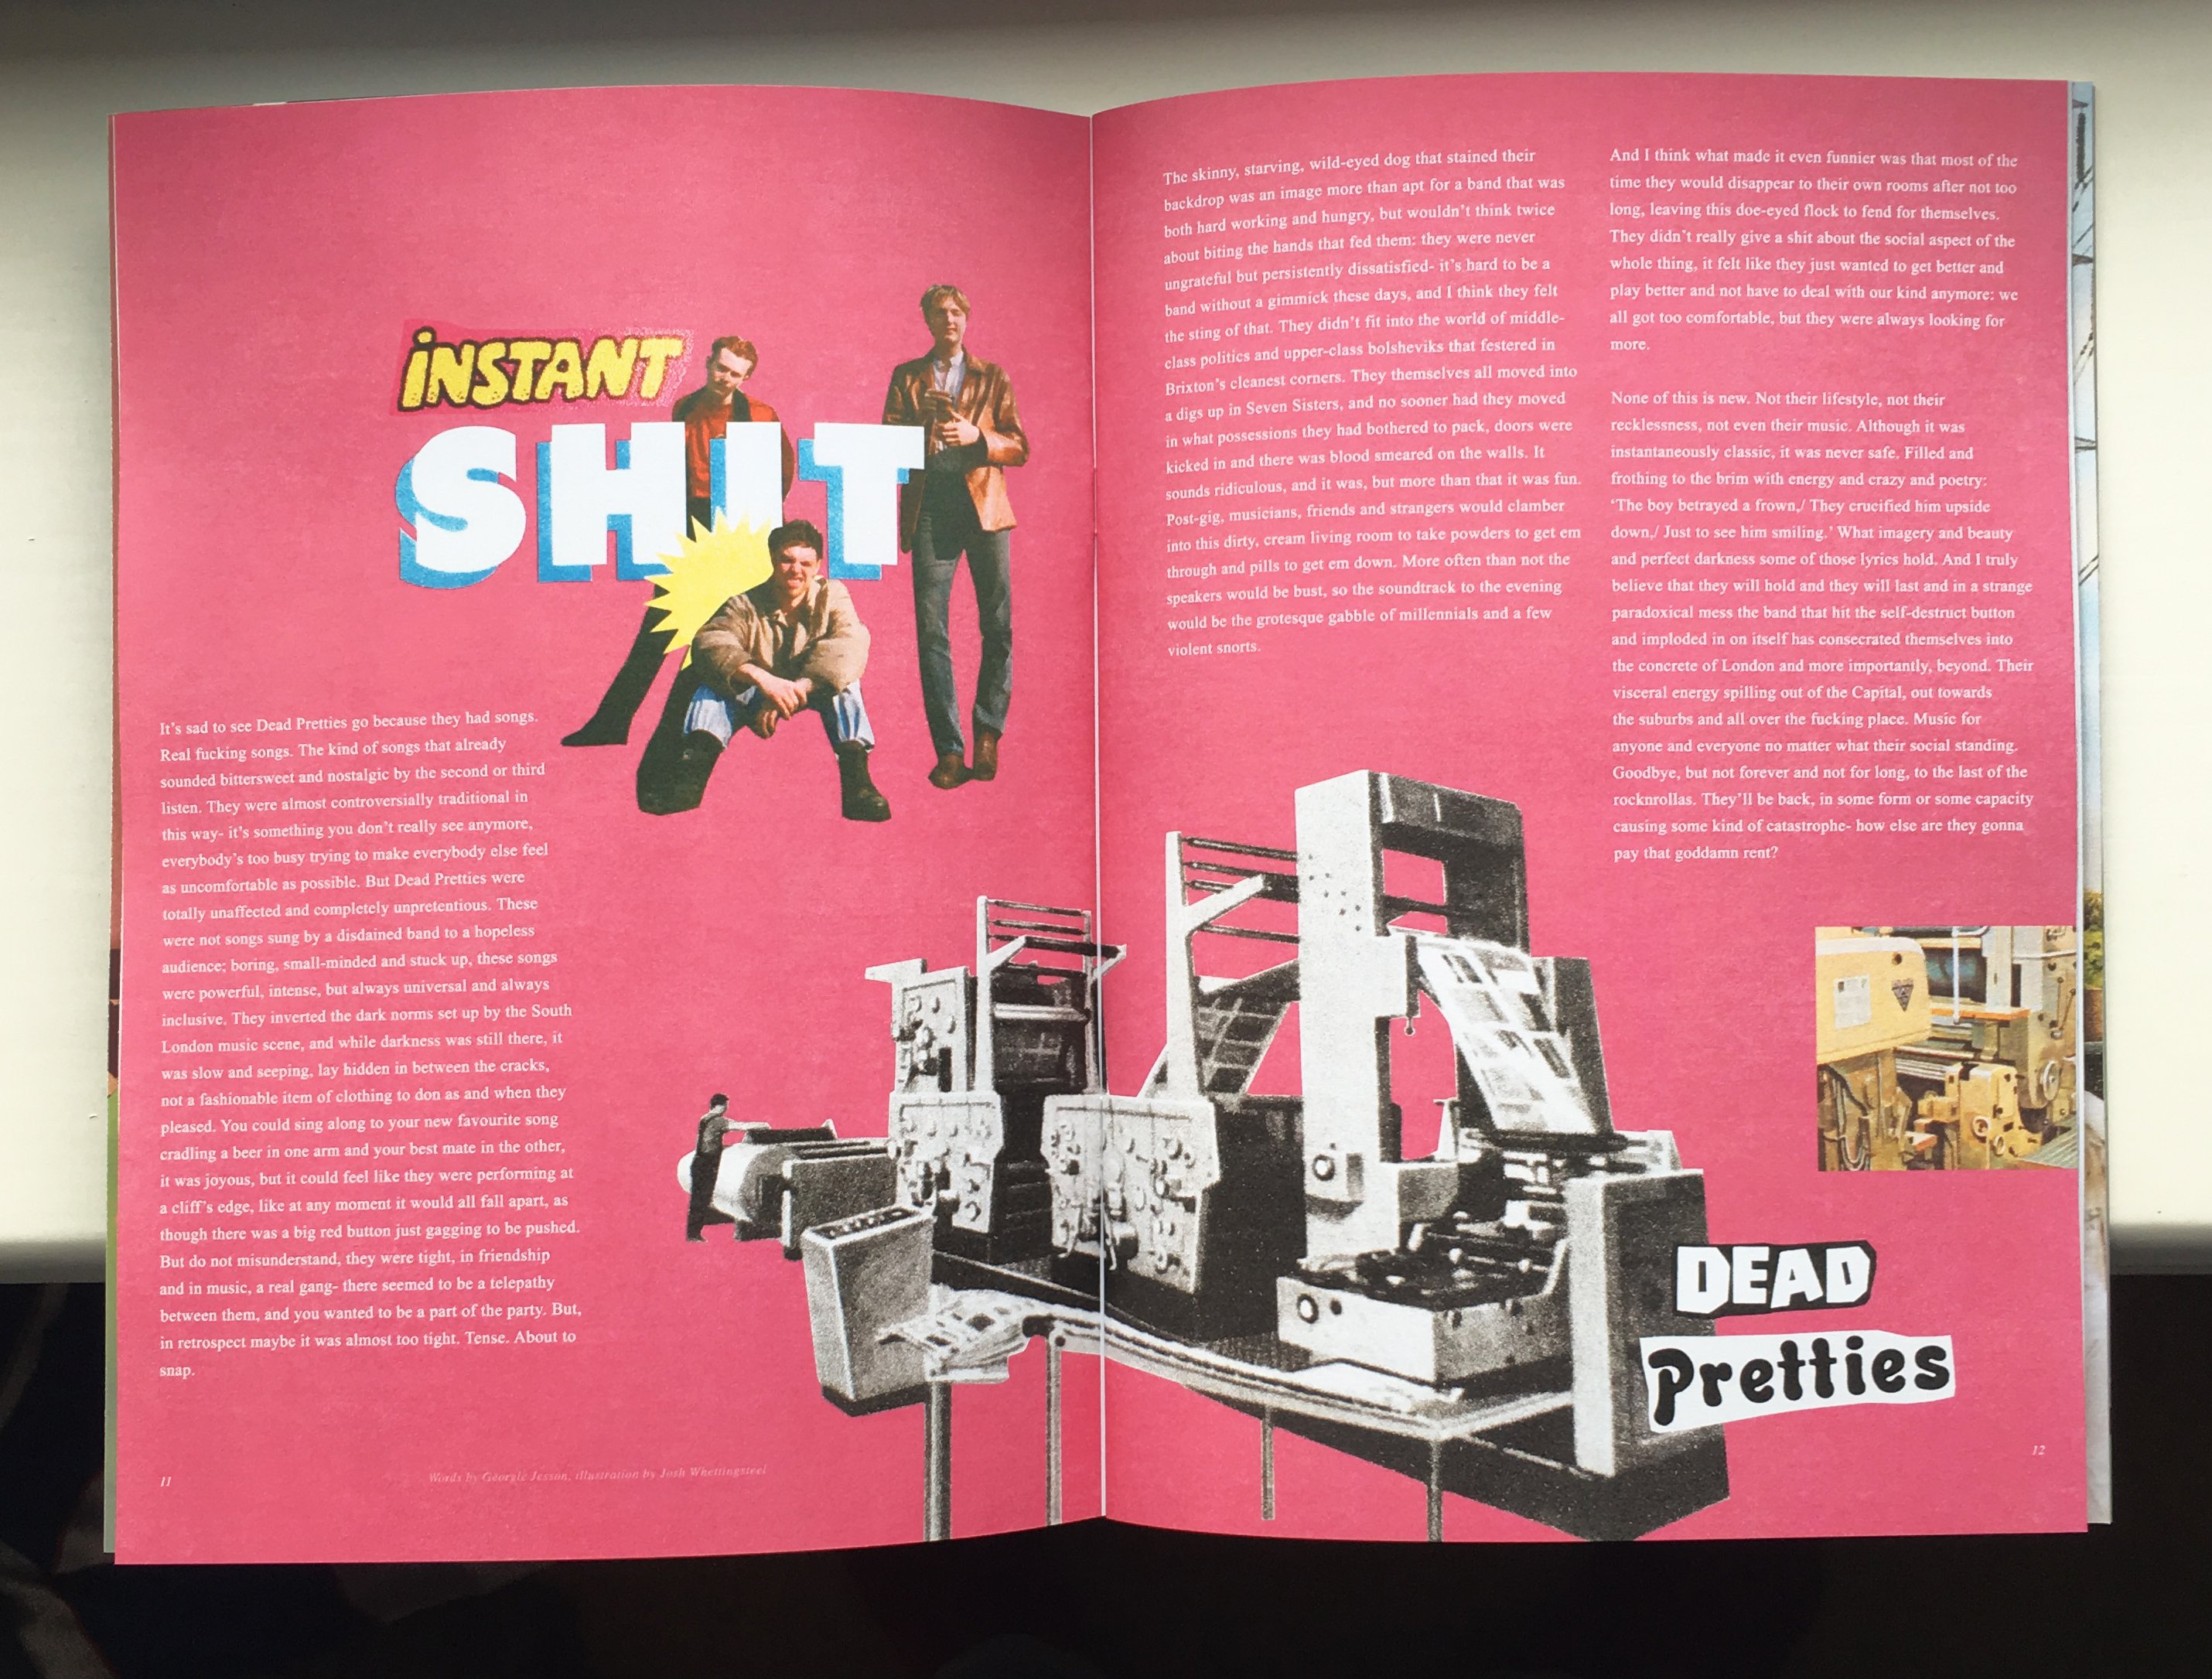 iNSTANT
SHIT
It's sad to see Dead Pretties go because they had songs.
Real fucking songs. The kind of songs that already
sounded bittersweet and nostalgic by the second or third
listen. They were almost controversially traditional in
this way- it's something you don't really see anymore,
everybody's too busy trying to make everybody else feel
as uncomfortable as possible. But Dead Pretties were
totally unaffected and completely unpretentious. These
were not songs sung by a disdained band to a hopeless
audience; boring, small-minded and stuck up, these songs
were powerful, intense, but always universal and always
inclusive. They inverted the dark norms set up by the South
London music scene, and while darkness was still there, it
was slow and seeping, lay hidden in between the cracks,
not a fashionable item of clothing to don as and when they
pleased. You could sing along to your new favourite song
cradling a beer in one arm and your best mate in the other,
it was joyous, but it could feel like they were performing at
a cliff's edge, like at any moment it would all fall apart, as
though there was a big red button just gagging to be pushed.
But do not misunderstand, they were tight, in friendship
and in music, a real gang- there seemed to be a telepathy
between them, and you wanted to be a part of the party. But,
in retrospect maybe it was almost too tight. Tense. About to
snap.
11
Words by Georgie Jesson, illustration by Josh Whettingsteel
The skinny, starving, wild-eyed dog that stained their
backdrop was an image more than apt for a band that was
both hard working and hungry, but wouldn't think twice
about biting the hands that fed them: they were never
ungrateful but persistently dissatisfied- it's hard to be a
band without a gimmick these days, and I think they felt
the sting of that. They didn't fit into the world of middle-
class politics and upper-class bolsheviks that festered in
Brixton's cleanest corners. They themselves all moved into
a digs up in Seven Sisters, and no sooner had they moved
in what possessions they had bothered to pack, doors were
kicked in and there was blood smeared on the walls. It
sounds ridiculous, and it was, but more than that it was fun.
Post-gig, musicians, friends and strangers would clamber
into this dirty, cream living room to take powders to get em
through and pills to get em down. More often than not the
speakers would be bust, so the soundtrack to the evening
would be the grotesque gabble of millennials and a few
violent snorts.
And I think what made it even funnier was that most of the
time they would disappear to their own rooms after not too
long, leaving this doe-eyed flock to fend for themselves.
They didn't really give a shit about the social aspect of the
whole thing, it felt like they just wanted to get better and
play better and not have to deal with our kind anymore: we
all got too comfortable, but they were always looking for
more.
None of this is new. Not their lifestyle, not their
recklessness, not even their music. Although it was
instantaneously classic, it was never safe. Filled and
frothing to the brim with energy and crazy and poetry:
'The boy betrayed a frown,/ They crucified him upside
down,/ Just to see him smiling.' What imagery and beauty
and perfect darkness some of those lyrics hold. And I truly
believe that they will hold and they will last and in a strange
paradoxical mess the band that hit the self-destruct button
and imploded in on itself has consecrated themselves into
the concrete of London and more importantly, beyond. Their
visceral energy spilling out of the Capital, out towards
the suburbs and all over the fucking place. Music for
anyone and everyone no matter what their social standing.
Goodbye, but not forever and not for long, to the last of the
rocknrollas. They'll be back, in some form or some capacity
causing some kind of catastrophe- how else are they gonna
pay that goddamn rent?
DEAD
Pretties
12